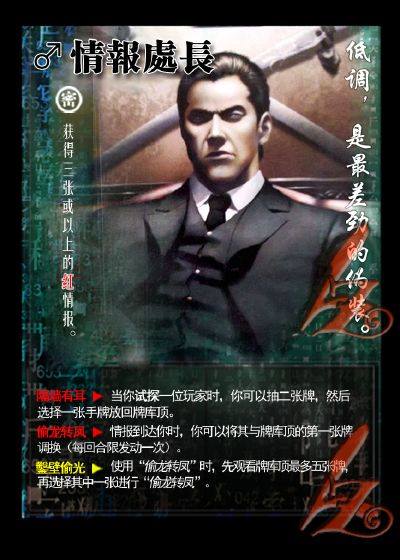 ♂情報處長
密
获得三张或以上的红情报。
低调，是最差劲的伪装。
隔墙有耳 ▶ 当你试探一位玩家时，你可以抽二张牌，然后
选择一张手牌放回牌库顶。
偷龙转凤 ▶ 情报到达你时，你可以将其与牌库顶的第一张牌
调换（每回合限发动一次）。
鑿壁偷光 ▶ 使用“偷龙转凤”时，先观看牌库顶最多五张牌，
再选择其中一张进行“偷龙转凤”。